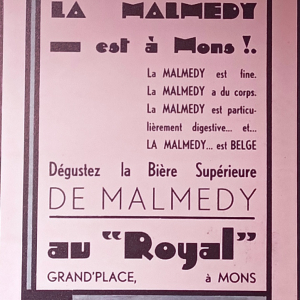 LA MALMEDY
— est à Mons !.
La MALMEDY est fine.
La MALMEDY a du corps.
La MALMEDY est particu-
lièrement digestive... et...
LA MALMEDY... est BELGE
Dégustez la Bière Supérieure
DE MALMEDY
au "Royal"
GRAND'PLACE, à MONS